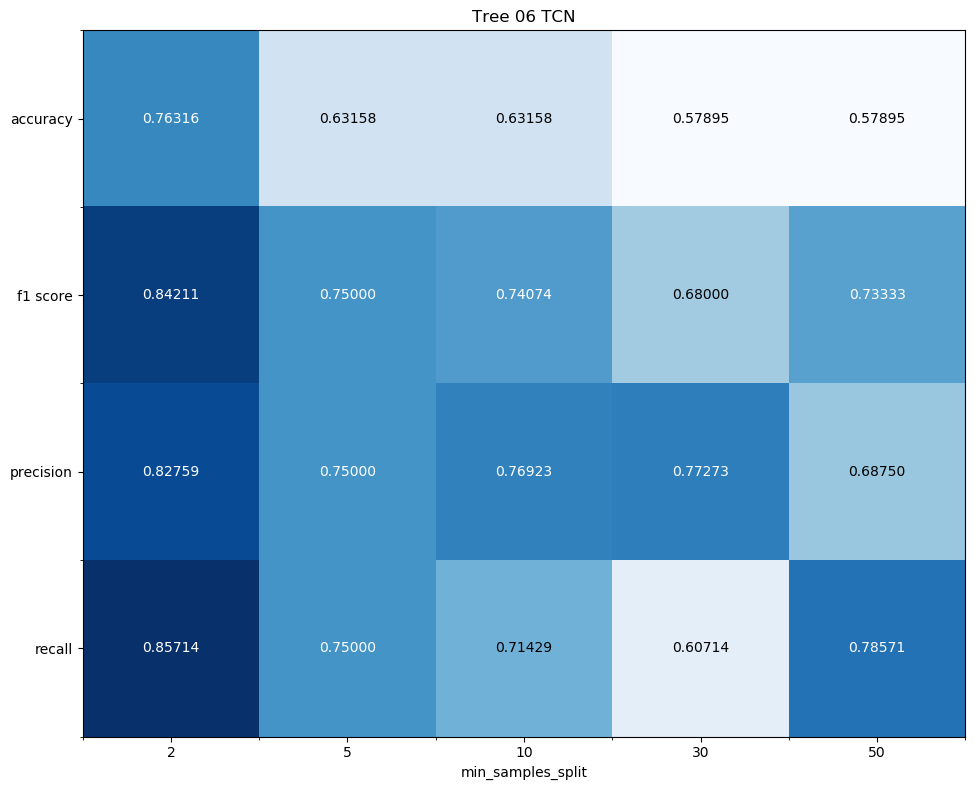 Tree 06 TCN
accuracy 0.76316 0.63158 0.63158 0.57895 0.57895
f1 score 0.84211 0.75000 0.74074 0.68000 0.73333
precision 0.82759 0.75000 0.76923 0.77273 0.68750
recall 0.85714 0.75000 0.71429 0.60714 0.78571
2 5 10 30 50
min_samples_split